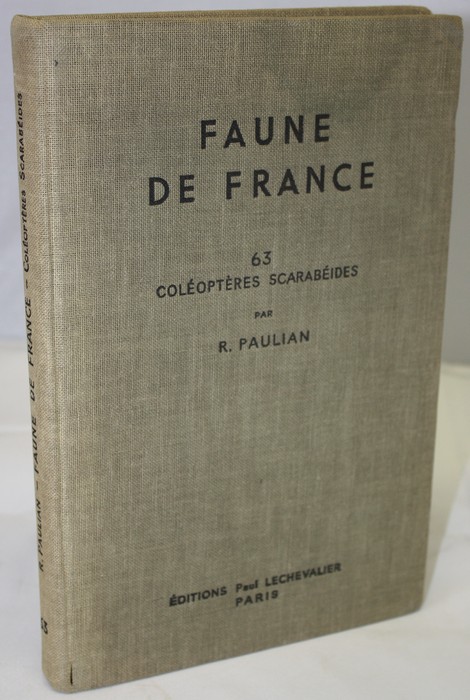 FAUNE
DE FRANCE
63
COLÉOPTÈRES SCARABÉIDES
PAR
R. PAULIAN
ÉDITIONS Paul LECHEVALIER
PARIS
R. PAULIAN – FAUNE DE FRANCE – COLÉOPTÈRES SCARABÉIDES
63